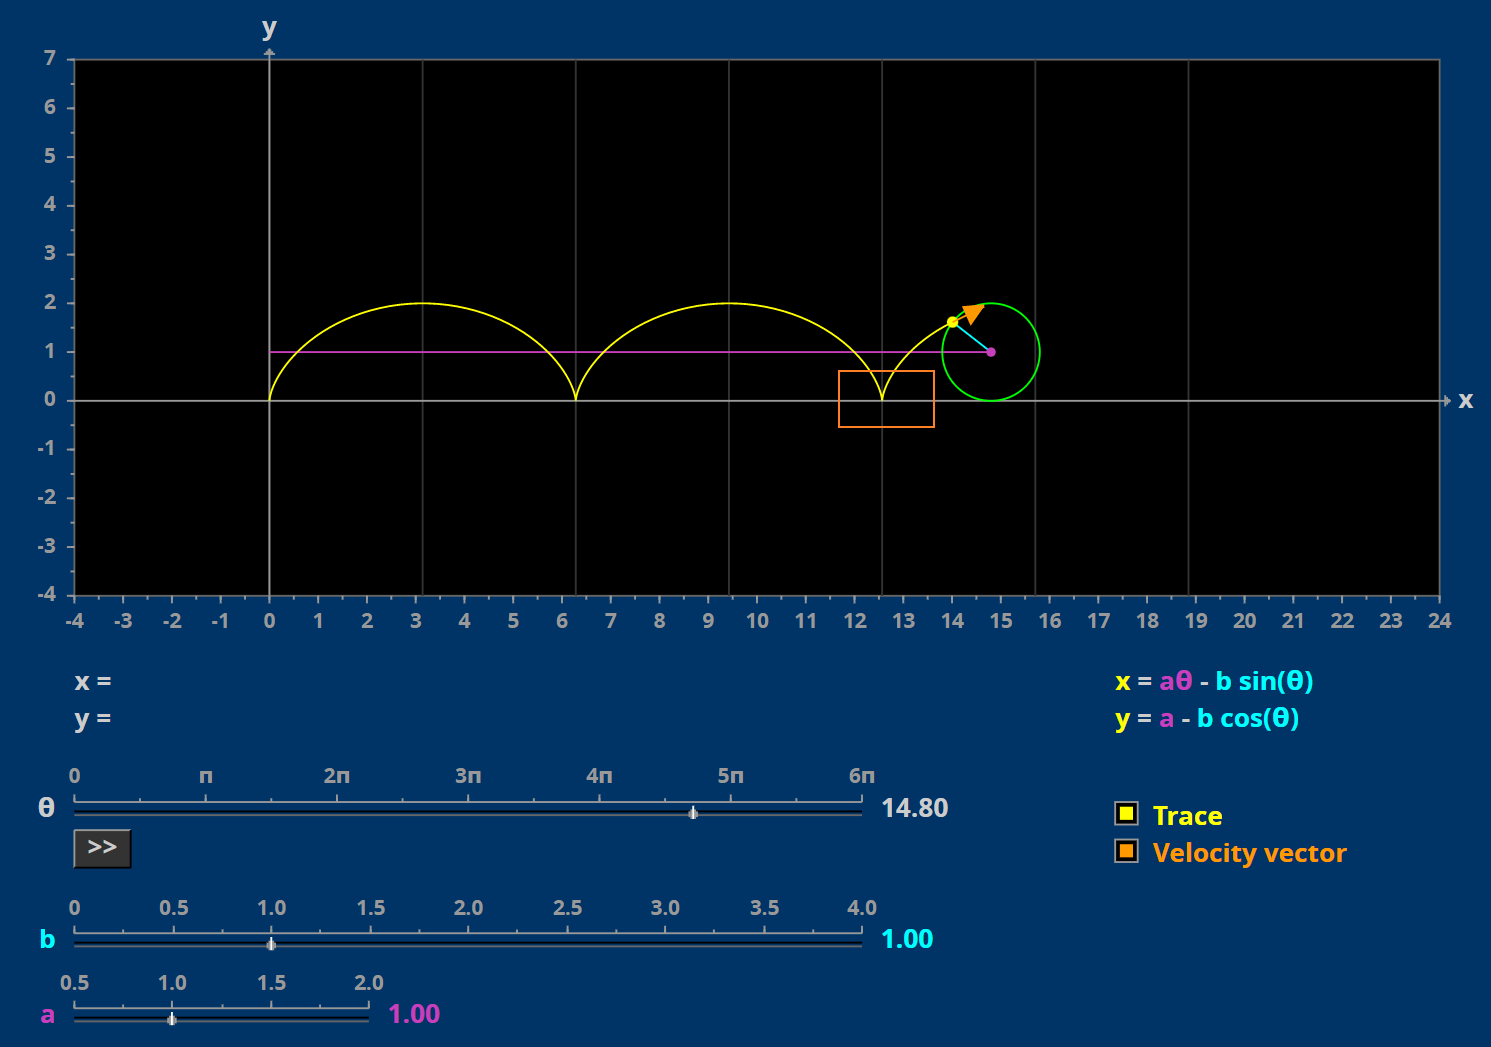 y
7
6
5
4
3
2
1
0
-1
-2
-3
-4
x
-4 -3 -2 -1 0 1 2 3 4 5 6 7 8 9 10 11 12 13 14 15 16 17 18 19 20 21 22 23 24
x =
y =
x = aθ - b sin(θ)
y = a - b cos(θ)
0 π 2π 3π 4π 5π 6π
θ 14.80
>>
Trace
Velocity vector
0 0.5 1.0 1.5 2.0 2.5 3.0 3.5 4.0
b 1.00
0.5 1.0 1.5 2.0
a 1.00